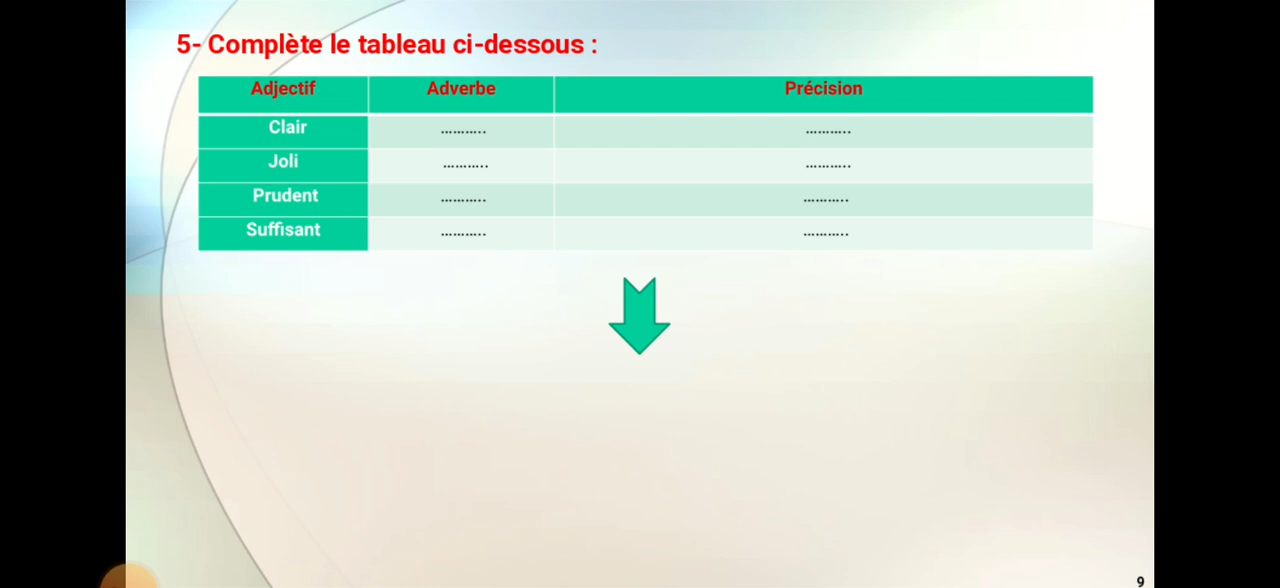 5- Complète le tableau ci-dessous :
Adjectif Adverbe Précision
Clair ……….. ………..
Joli ……….. ………..
Prudent ……….. ………..
Suffisant ……….. ………..
9